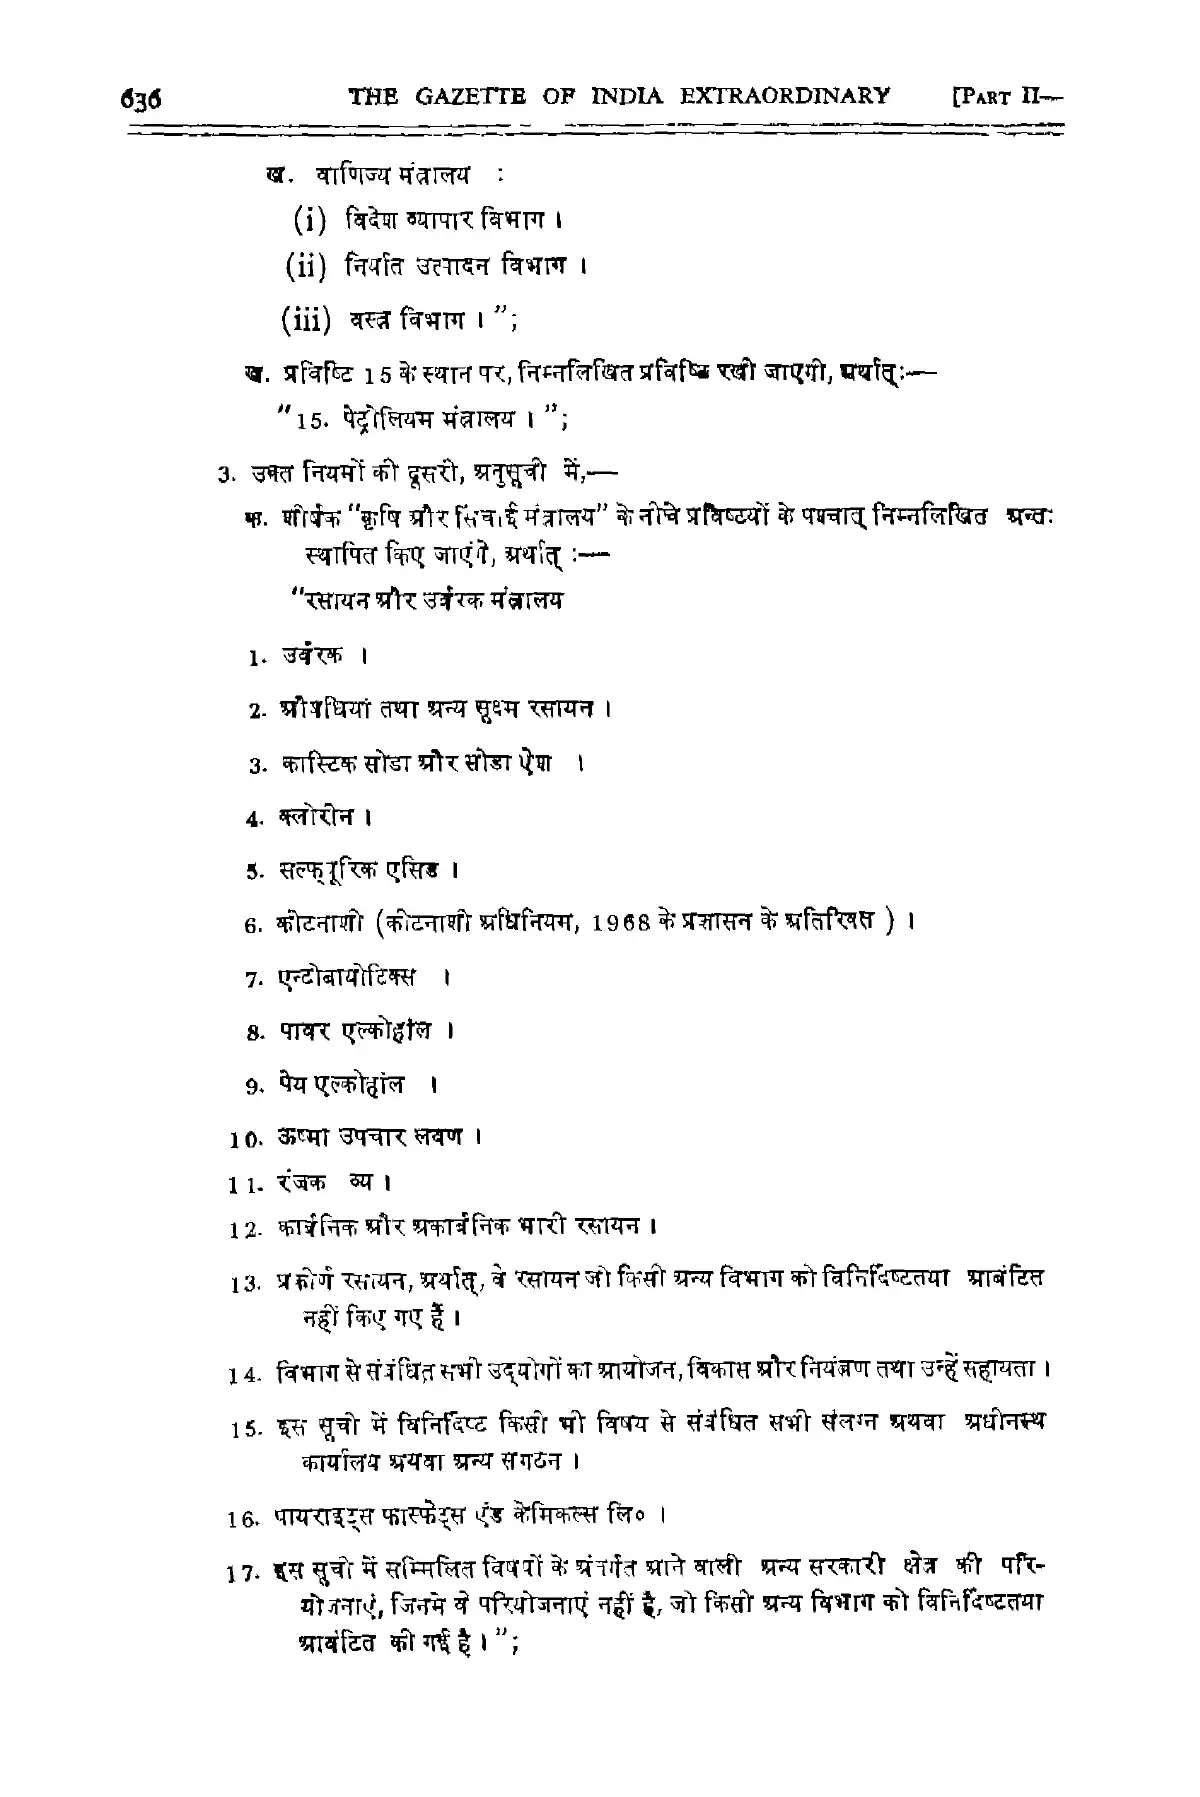 636 THE GAZETTE OF INDIA EXTRAORDINARY [PART II—
ख. वाणिज्य मंत्रालय :
(i) विदेश व्यापार विभाग ।
(ii) निर्यात उत्पादन विभाग ।
(iii) वस्त्र विभाग । ”;
ख. प्रविष्टि 15 के स्थान पर, निम्नलिखित प्रविष्टि रखी जाएगी, अर्थात्:—
“15. पेट्रोलियम मंत्रालय । ”;
3. उक्त नियमों की दूसरी, अनुसूची में,—
क. शीर्षक “कृषि और सिंचाई मंत्रालय” के नीचे प्रविष्टयों के पश्चात् निम्नलिखित अन्त:
स्थापित किए जाएंगे, अर्थात् :—
“रसायन और उर्वरक मंत्रालय
1. उर्वरक ।
2. औषधियां तथा अन्य सूक्ष्म रसायन ।
3. कास्टिक सोडा और सोडा ऐश ।
4. क्लोरीन ।
5. सल्फ्यूरिक एसिड ।
6. कीटनाशी (कीटनाशी अधिनियम, 1968 के प्रशासन के अतिरिक्त ) ।
7. एन्टीबायोटिक्स ।
8. पावर एल्कोहॉल ।
9. पेय एल्कोहॉल ।
10. ऊष्मा उपचार लवण ।
11. रंजक व्य ।
12. कार्बनिक और अकार्बनिक भारी रसायन ।
13. प्रकीर्ण रसायन, अर्थात्, वे रसायन जो किसी अन्य विभाग को विनिर्दिष्टतया आबंटित
नहीं किए गए हैं ।
14. विभाग से संबंधित सभी उद्योगों का आयोजन, विकास और नियंत्रण तथा उन्हें सहायता ।
15. इस सूची में विनिर्दिष्ट किसी भी विषय से संबंधित सभी संलग्न अथवा अधीनस्थ
कार्यालय अथवा अन्य संगठन ।
16. पायराइट्स फास्फेट्स एंड केमिकल्स लि० ।
17. इस सूची में सम्मिलित विषयों के अंतर्गत आने वाली अन्य सरकारी क्षेत्र की परि-
योजनाएं, जिनमे वे परियोजनाएं नहीं है, जो किसी अन्य विभाग को विनिर्दिष्टतया
आबंटित की गई है । ”;